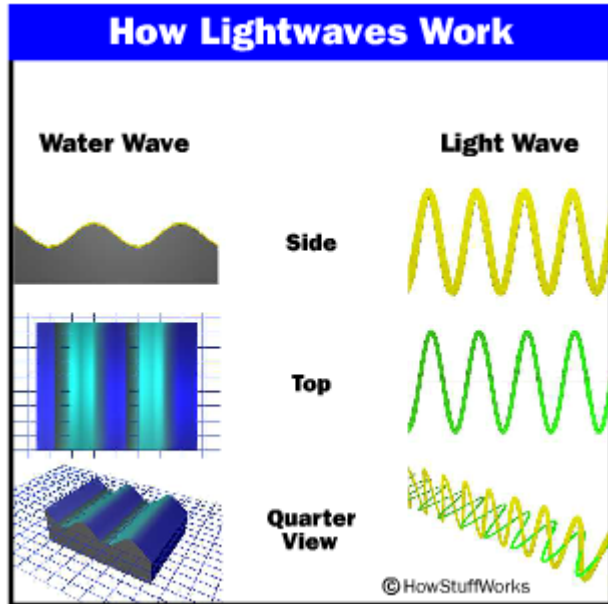 How Lightwaves Work
Water Wave
Light Wave
Side
Top
Quarter
View
© HowStuffWorks